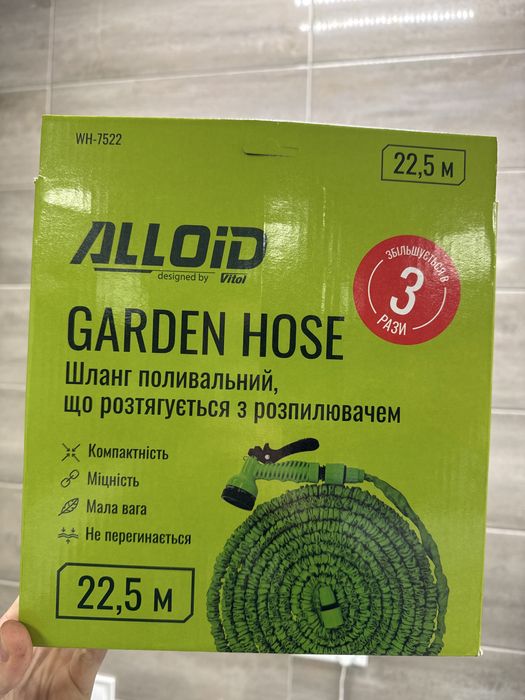 WH-7522
22,5 м
ALLOiD
designed by Vitol
ЗБІЛЬШУЄТЬСЯ В
3
РАЗИ
GARDEN HOSE
Шланг поливальний,
що розтягується з розпилювачем
Компактність
Міцність
Мала вага
Не перегинається
22,5 м